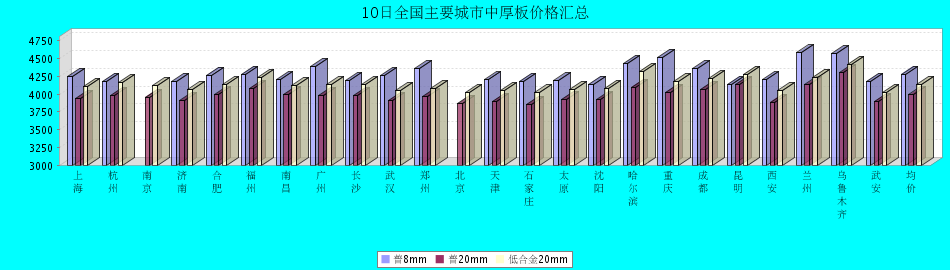 10日全国主要城市中厚板价格汇总
4750
4500
4250
4000
3750
3500
3250
3000
上海
杭州
南京
济南
合肥
福州
南昌
广州
长沙
武汉
郑州
北京
天津
石家庄
太原
沈阳
哈尔滨
重庆
成都
昆明
西安
兰州
乌鲁木齐
武安
均价
普8mm
普20mm
低合金20mm